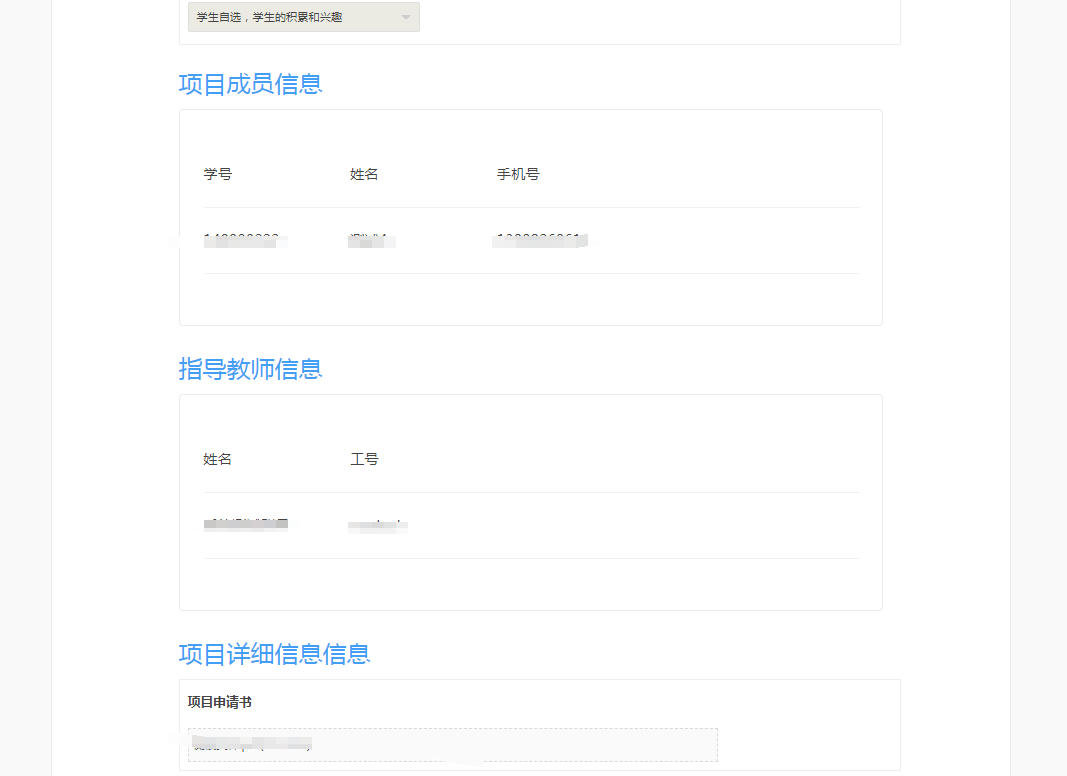 学生自选，学生的积累和兴趣
项目成员信息
学号 姓名 手机号
指导教师信息
姓名 工号
项目详细信息信息
项目申请书